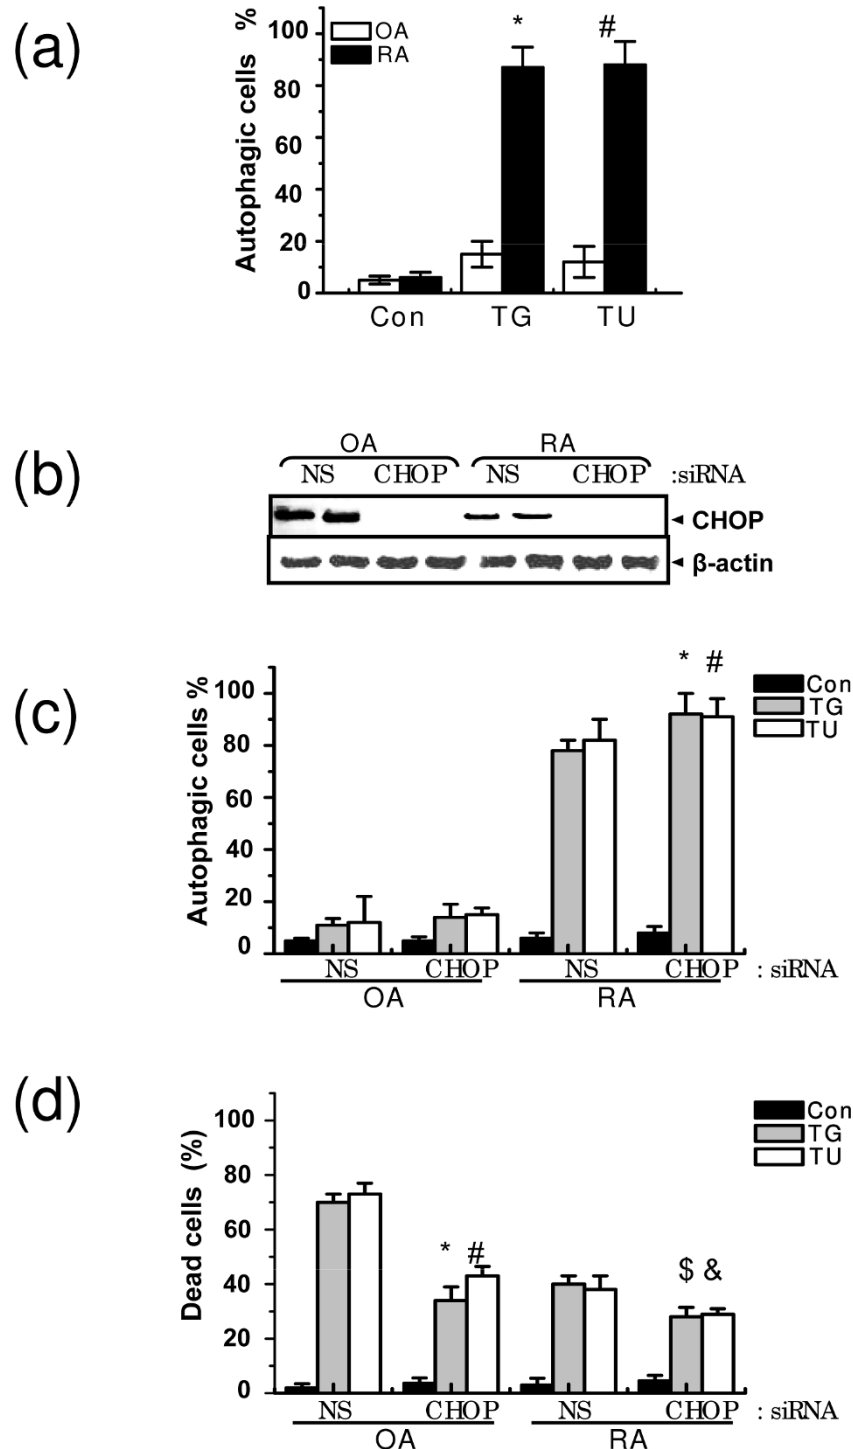 (a)
Autophagic cells %
100
80
60
40
20
0
OA
RA
*
#
Con TG TU
(b)
OA RA
NS CHOP NS CHOP :siRNA
◄ CHOP
◄ β-actin
(c)
Autophagic cells %
100
80
60
40
20
0
* #
Con
TG
TU
NS CHOP NS CHOP : siRNA
OA RA
(d)
Dead cells (%)
100
80
60
40
20
0
* #
$ &
Con
TG
TU
NS CHOP NS CHOP : siRNA
OA RA